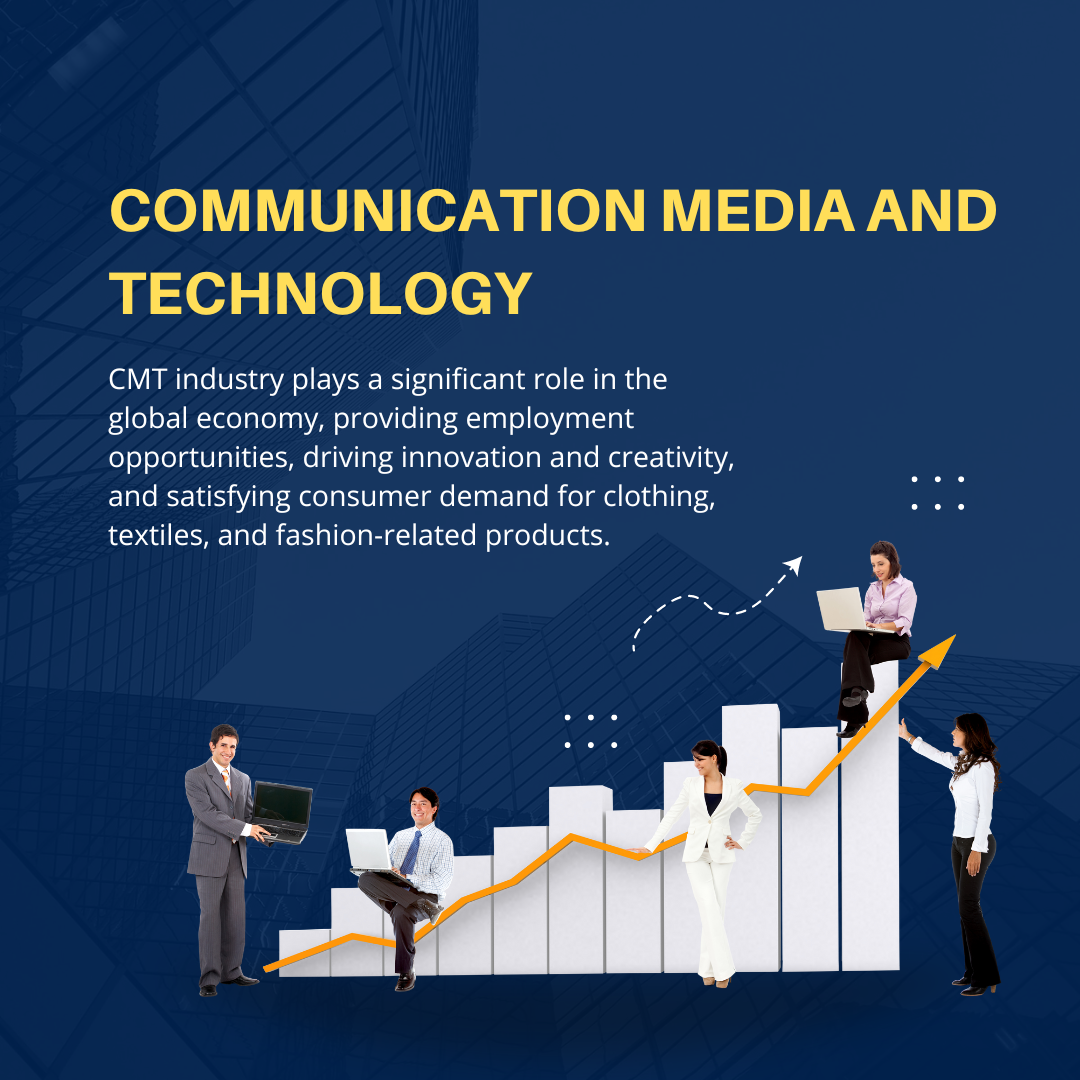 COMMUNICATION MEDIA AND
TECHNOLOGY
CMT industry plays a significant role in the
global economy, providing employment
opportunities, driving innovation and creativity,
and satisfying consumer demand for clothing,
textiles, and fashion-related products.